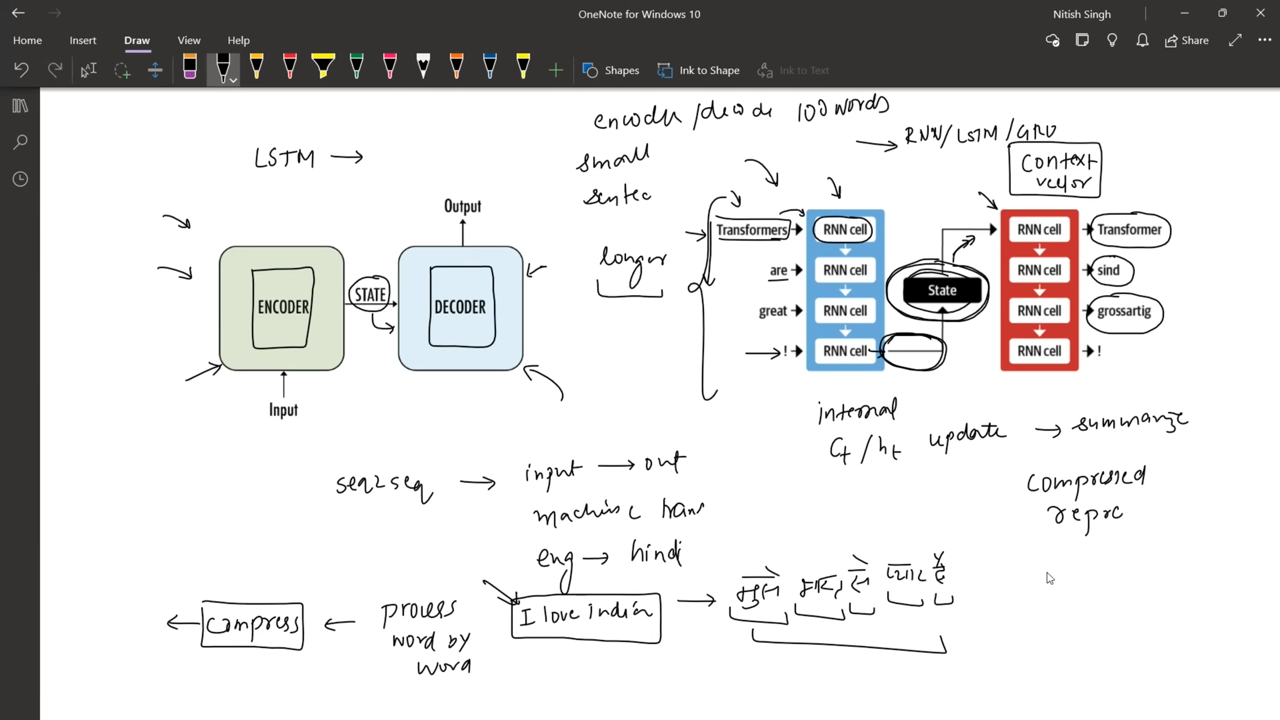 OneNote for Windows 10
Nitish Singh
Home Insert Draw View Help
Share
Shapes
Ink to Shape
Ink to Text
encoder/decode 100 words
small
sentec
longer
LSTM →
→ RNN/LSTM/GRU
Context
vector
Output
ENCODER
STATE
DECODER
Input
Transformers RNN cell
are RNN cell
great RNN cell
! RNN cell
State
RNN cell Transformer
RNN cell sind
RNN cell grossartig
RNN cell !
internal
Ct/ht update → summarize
compressed
repre
seq2seq → input → out
machine trans
eng → hindi
I love india →
process
word by
word
← compress ←